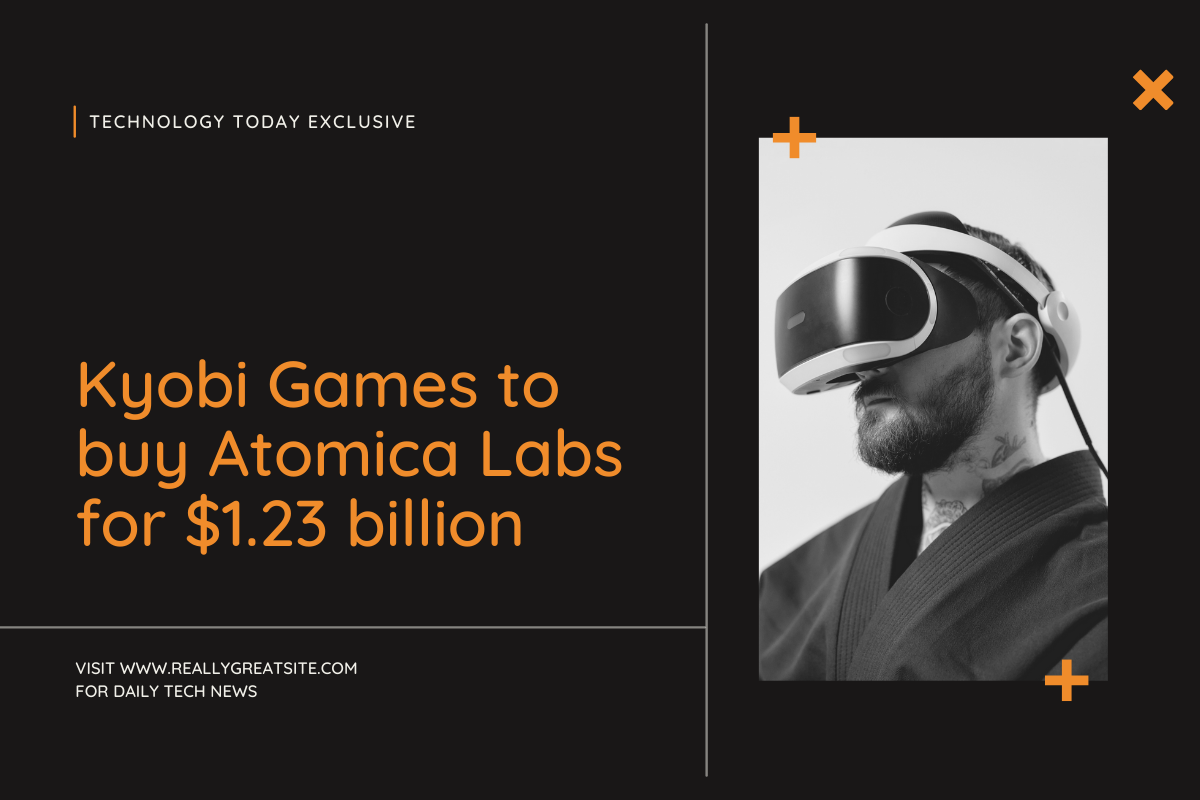 TECHNOLOGY TODAY EXCLUSIVE
Kyobi Games to
buy Atomica Labs
for $1.23 billion
VISIT WWW.REALLYGREATSITE.COM
FOR DAILY TECH NEWS